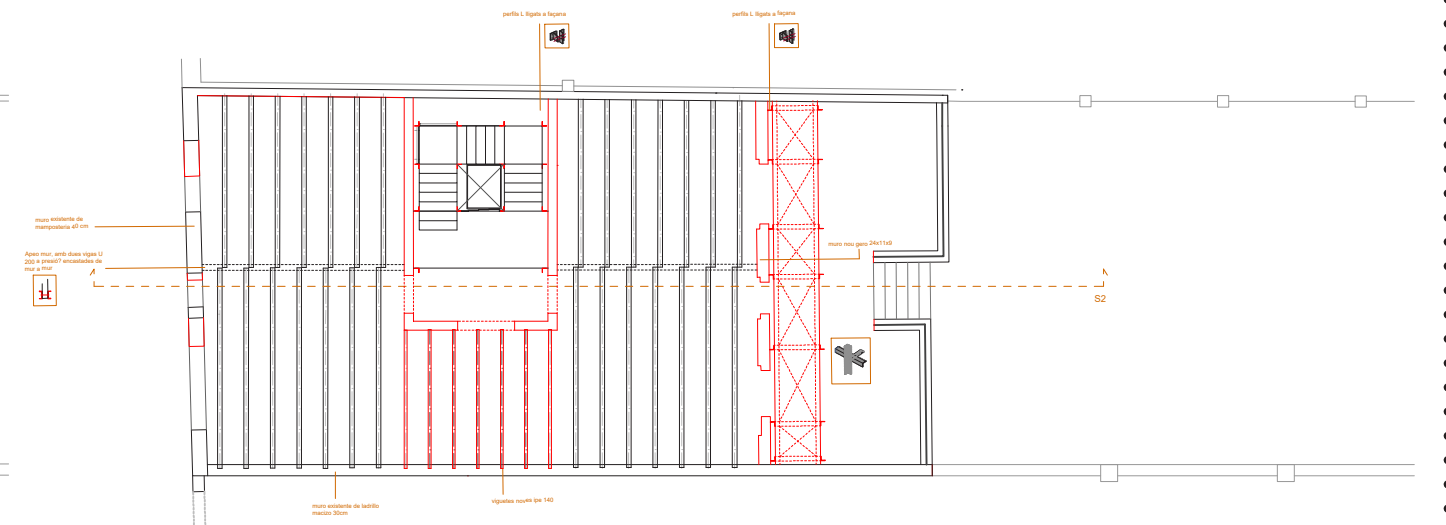 perfils L lligats a façana
perfils L lligats a façana
muro existente de
mamposteria 40 cm
Apeo mur, amb dues vigas U
200 a pressió? encastades de
mur a mur
muro nou gero 24x11x9
S2
viguetes noves ipe 140
muro existente de ladrillo
macizo 30cm